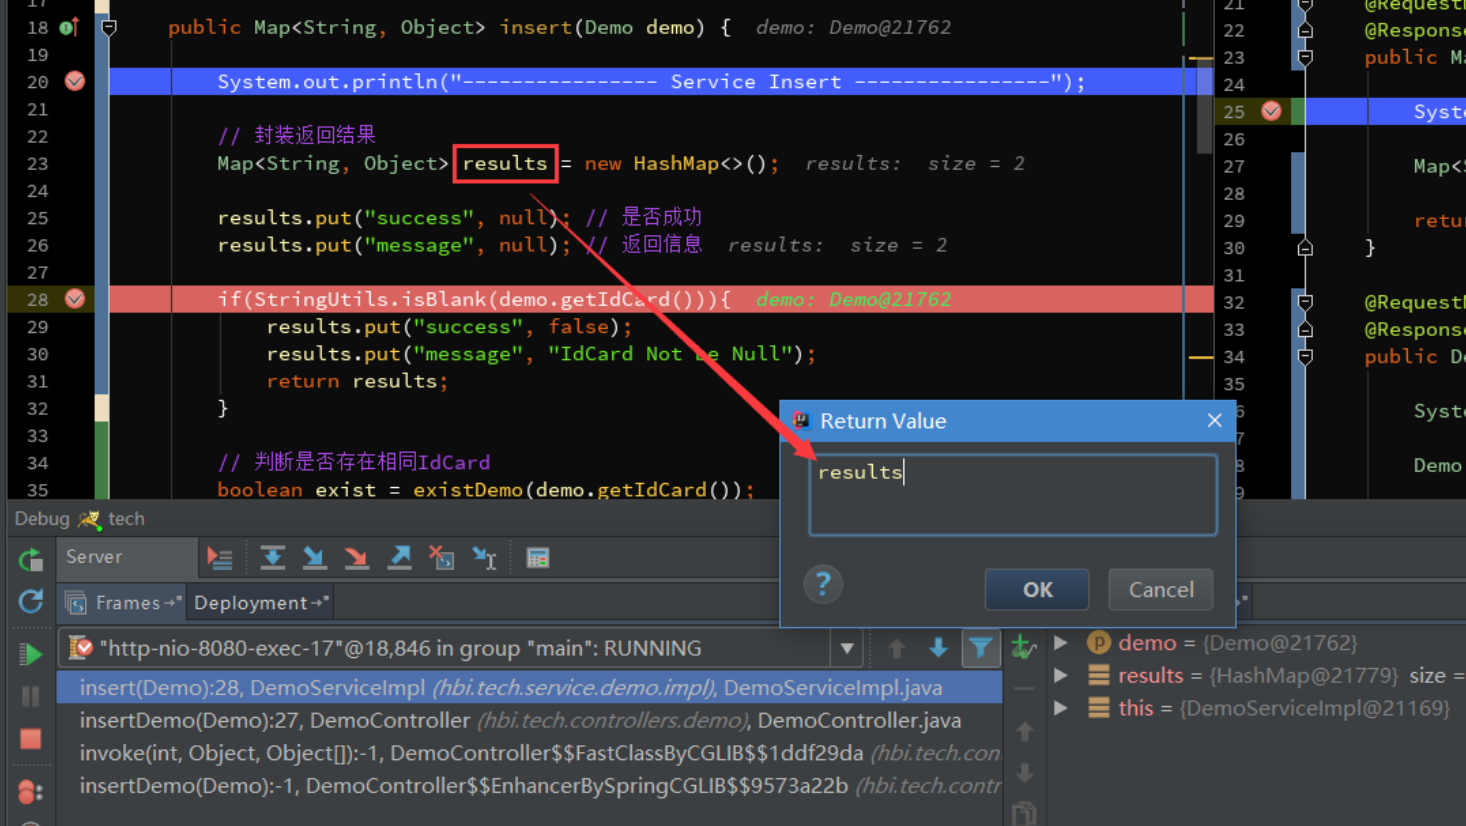 17
18 public Map<String, Object> insert(Demo demo) { demo: Demo@21762
19
20 System.out.println("---------------- Service Insert ----------------");
21
22 // 封装返回结果
23 Map<String, Object> results = new HashMap<>(); results: size = 2
24
25 results.put("success", null); // 是否成功
26 results.put("message", null); // 返回信息 results: size = 2
27
28 if(StringUtils.isBlank(demo.getIdCard())){ demo: Demo@21762
29 results.put("success", false);
30 results.put("message", "IdCard Not be Null");
31 return results;
32 }
33
34 // 判断是否存在相同IdCard
35 boolean exist = existDemo(demo.getIdCard());
21 @Request
22 @Respons
23 public Ma
24
25 Syst
26
27 Map<
28
29 retu
30 }
31
32 @Request
33 @Respons
34 public De
35
6 Syst
7
8 Demo
9
Return Value
results
?
OK
Cancel
Debug tech
Server
Frames
Deployment
"http-nio-8080-exec-17"@18,846 in group "main": RUNNING
insert(Demo):28, DemoServiceImpl (hbi.tech.service.demo.impl), DemoServiceImpl.java
insertDemo(Demo):27, DemoController (hbi.tech.controllers.demo), DemoController.java
invoke(int, Object, Object[]):-1, DemoController$$FastClassByCGLIB$$1ddf29da (hbi.tech.con
insertDemo(Demo):-1, DemoController$$EnhancerBySpringCGLIB$$9573a22b (hbi.tech.contr
p demo = {Demo@21762}
results = {HashMap@21779} size =
this = {DemoServiceImpl@21169}